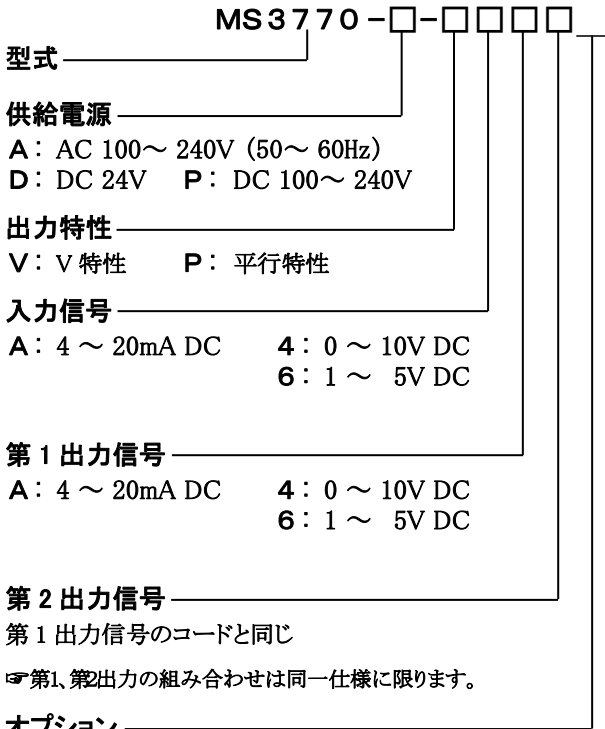 MS3770-□-□□□□
型式
供給電源
A： AC 100～ 240V（50～ 60Hz）
D： DC 24V P： DC 100～ 240V
出力特性
V： V 特性 P： 平行特性
入力信号
A： 4 ～ 20mA DC 4： 0 ～ 10V DC
6： 1 ～ 5V DC
第 1 出力信号
A： 4 ～ 20mA DC 4： 0 ～ 10V DC
6： 1 ～ 5V DC
第 2 出力信号
第 1 出力信号のコードと同じ
☞第1、第2出力の組み合わせは同一仕様に限ります。
オプション